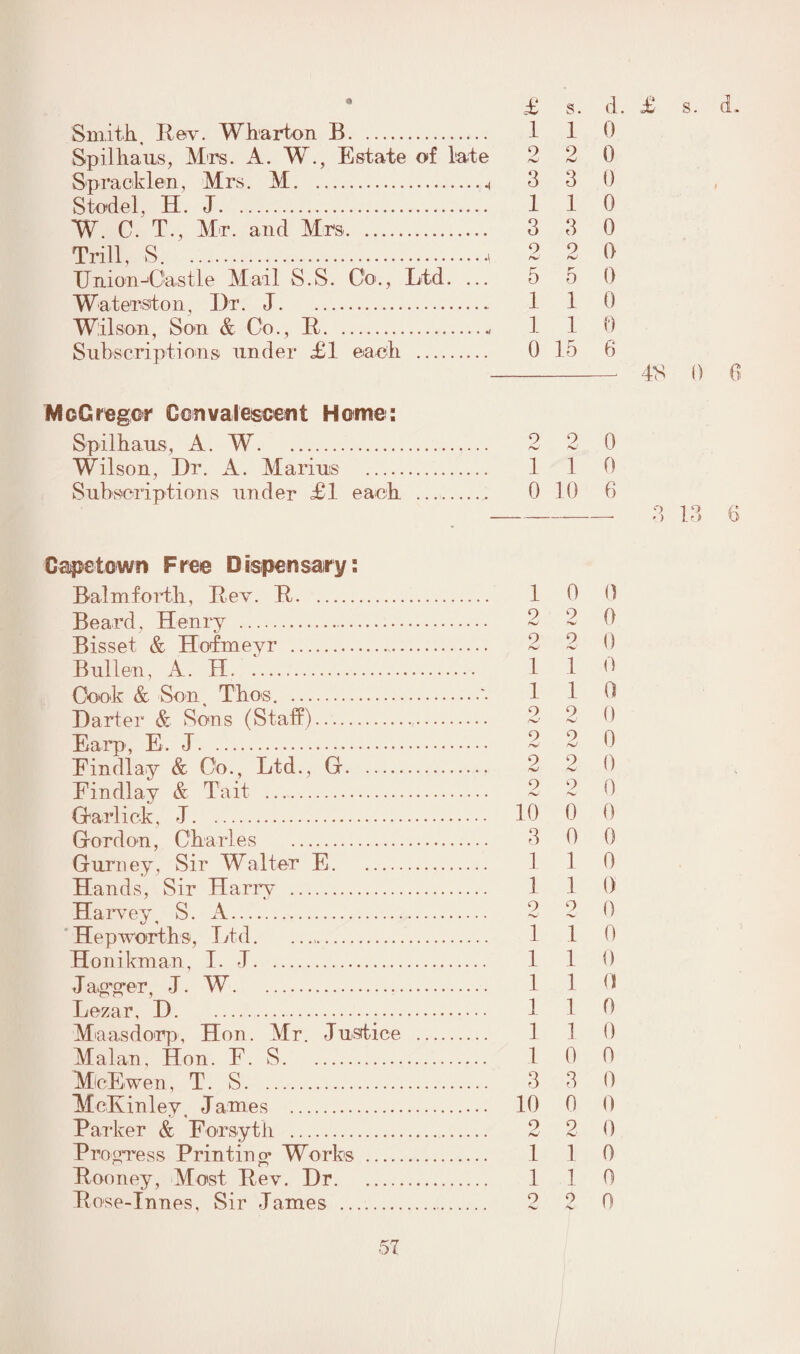 £ s. d. £ s. d.
Smith, Rev. Wharton B. ............... 1 1 0
Spilhaus, Mrs. A. W., Estate of late 2 2 0
Spracklen, Mrs. M. ..................... 3 3 0
Stodel, H. J. ................................ 1 1 0
W. C. T., Mr. and Mrs. ............... 3 3 0
Trill, S. ..................................... 2 2 0
Union-Castle Mail S.S. Co., Ltd. ... 5 5 0
Waterston, Dr. J. ...................... 1 1 0
Wilson, Son & Co., R. .................. 1 1 0
Subscriptions under £1 each ......... 0 15 6
48 0 6
McGregor Convalescent Home:
Spilhaus, A. W. ......................... 2 2 0
Wilson, Dr. A. Marius ............... 1 1 0
Subscriptions under £1 each ......... 0 10 6
3 13 6
Capetown Free Dispensary:
Balmforth, Rev. R. ...................... 1 0 0
Beard, Henry .............................. 2 2 0
Bisset & Hofmeyr ........................ 2 2 0
Bullen, A. H. ............................ 1 1 0
Cook & Son, Thos. ........................ 1 1 0
Darter & Sons (Staff)..................... 2 2 0
Earp, E. J. ................................ 2 2 0
Findlay & Co., Ltd., G. ............... 2 2 0
Findlay & Tait ........................... 2 2 0
Garlick, J. ................................. 10 0 0
Gordon, Charles ........................ 3 0 0
Gurney, Sir Walter E. ............... 1 1 0
Hands, Sir Harry ........................ 1 1 0
Harvey, S. A................................ 2 2 0
Hepworths, Ltd. ........................ 1 1 0
Honikman, I. J. .......................... 1 1 0
Jagger, J. W. ........................... 1 1 0
Lezar, D. ................................. 1 1 0
Maasdorp, Hon. Mr. Justice ......... 1 1 0
Malan, Hon. F. S. ..................... 1 0 0
McEwen, T. S. ........................... 3 3 0
McKinley, James ........................ 10 0 0
Parker & Forsyth ........................ 2 2 0
Progress Printing Works ............... 1 1 0
Rooney, Most Rev. Dr. ............... 1 1 0
Rose-Innes, Sir James .................. 2 2 0
57